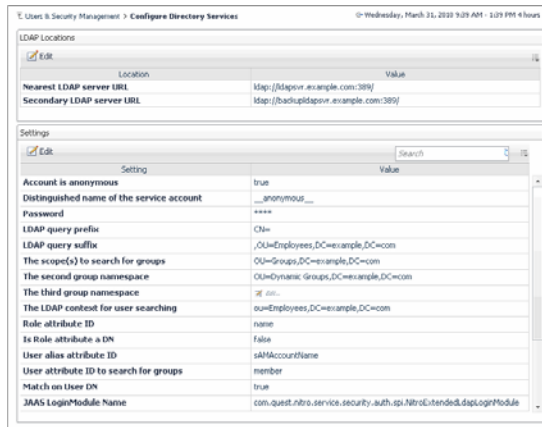 Users & Security Management > Configure Directory Services
Wednesday, March 31, 2010 9:39 AM - 1:39 PM 4 hours
LDAP Locations
Edit
Location Value
Nearest LDAP server URL ldap://ldapsvr.example.com:389/
Secondary LDAP server URL ldap://backupldapsvr.example.com:389/
Settings
Edit Search
Setting Value
Account is anonymous true
Distinguished name of the service account __anonymous__
Password ****
LDAP query prefix CN=
LDAP query suffix ,OU=Employees,DC=example,DC=com
The scope(s) to search for groups OU=Groups,DC=example,DC=com
The second group namespace OU=Dynamic Groups,DC=example,DC=com
The third group namespace
The LDAP context for user searching ou=Employees,DC=example,DC=com
Role attribute ID name
Is Role attribute a DN false
User alias attribute ID sAMAccountName
User attribute ID to search for groups member
Match on User DN true
JAAS LoginModule Name com.quest.nitro.service.security.auth.spi.NitroExtendedLdapLoginModule